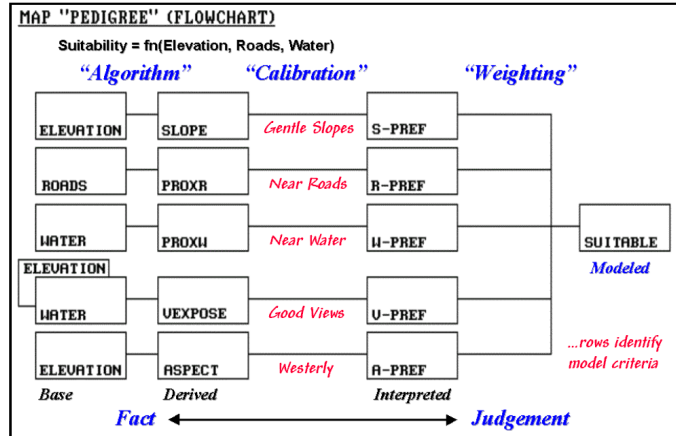 MAP "PEDIGREE" (FLOWCHART)
Suitability = fn(Elevation, Roads, Water)
“Algorithm” “Calibration” “Weighting”
ELEVATION SLOPE Gentle Slopes S-PREF
ROADS PROXR Near Roads R-PREF
WATER PROXW Near Water W-PREF
SUITABLE
Modeled
ELEVATION
WATER VEXPOSE Good Views V-PREF
...rows identify
model criteria
ELEVATION ASPECT Westerly A-PREF
Base Derived Interpreted
Fact Judgement